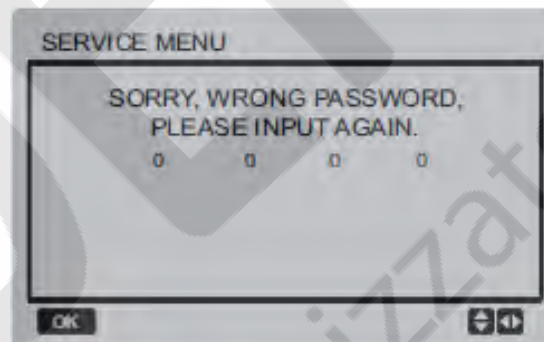 SERVICE MENU
SORRY, WRONG PASSWORD,
PLEASE INPUT AGAIN.
0 0 0 0
OK